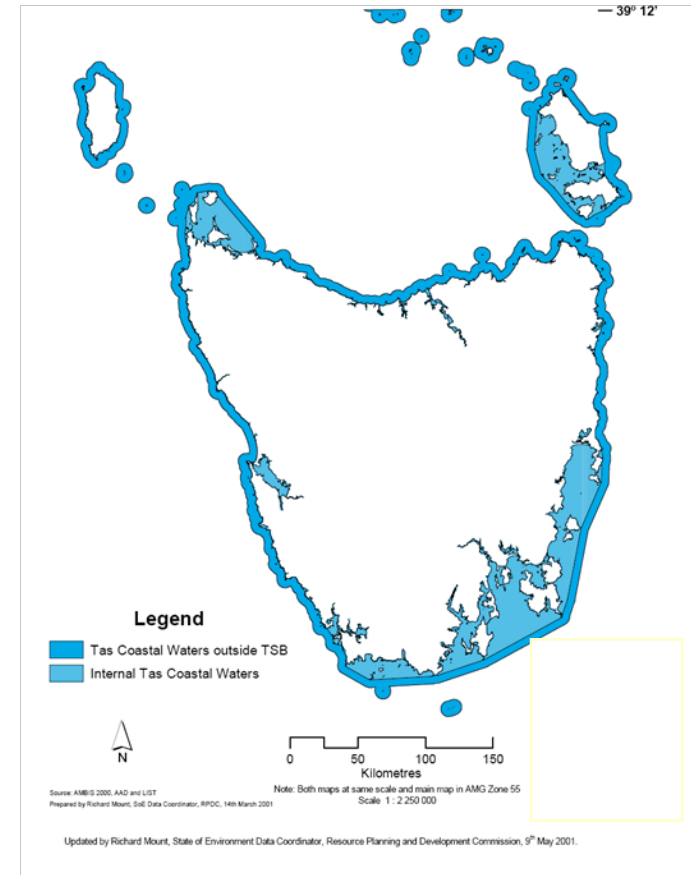 39º 12'
Legend
Tas Coastal Waters outside TSB
Internal Tas Coastal Waters
N
0 50 100 150
Kilometres
Note: Both maps at same scale and main map in AMG Zone 55
Scale 1 : 2 250 000
Source: AMBIS 2000, AAD and LIST
Prepared by Richard Mount, SoE Data Coordinator, RPDC, 14th March 2001
Updated by Richard Mount, State of Environment Data Coordinator, Resource Planning and Development Commission, 9th May 2001.